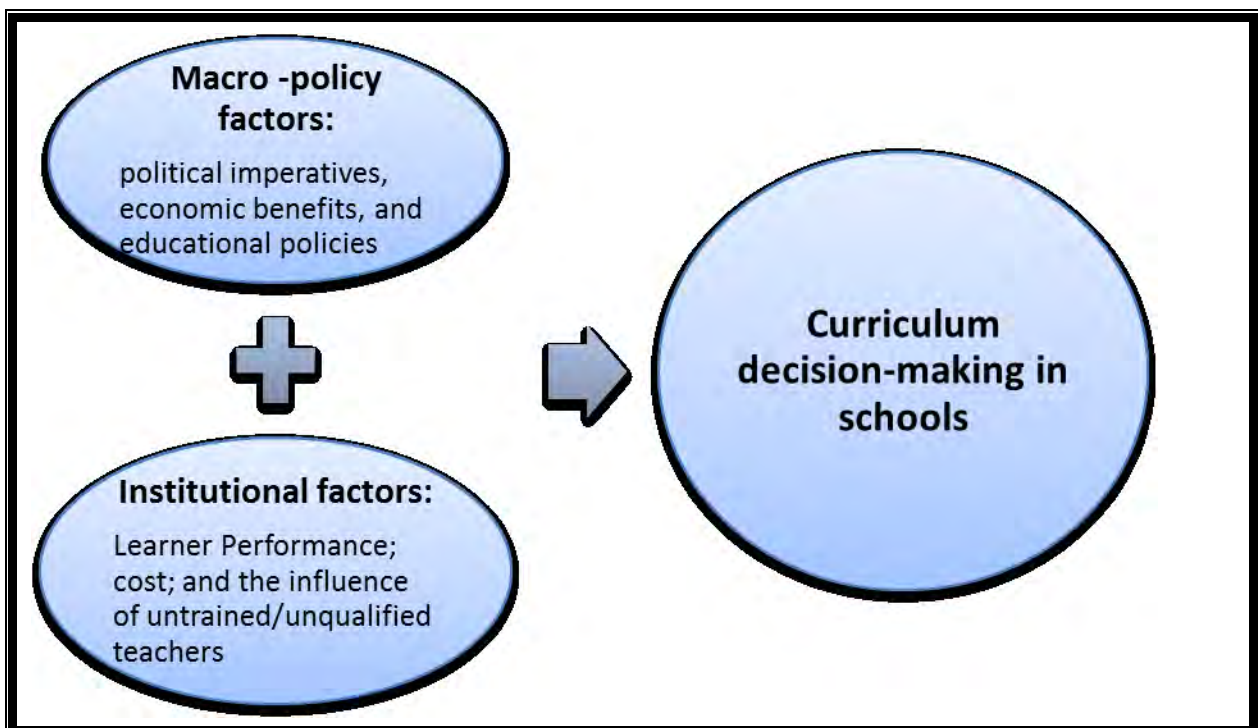 Macro -policy
factors:
political imperatives,
economic benefits, and
educational policies
Institutional factors:
Learner Performance;
cost; and the influence
of untrained/unqualified
teachers
Curriculum
decision-making in
schools